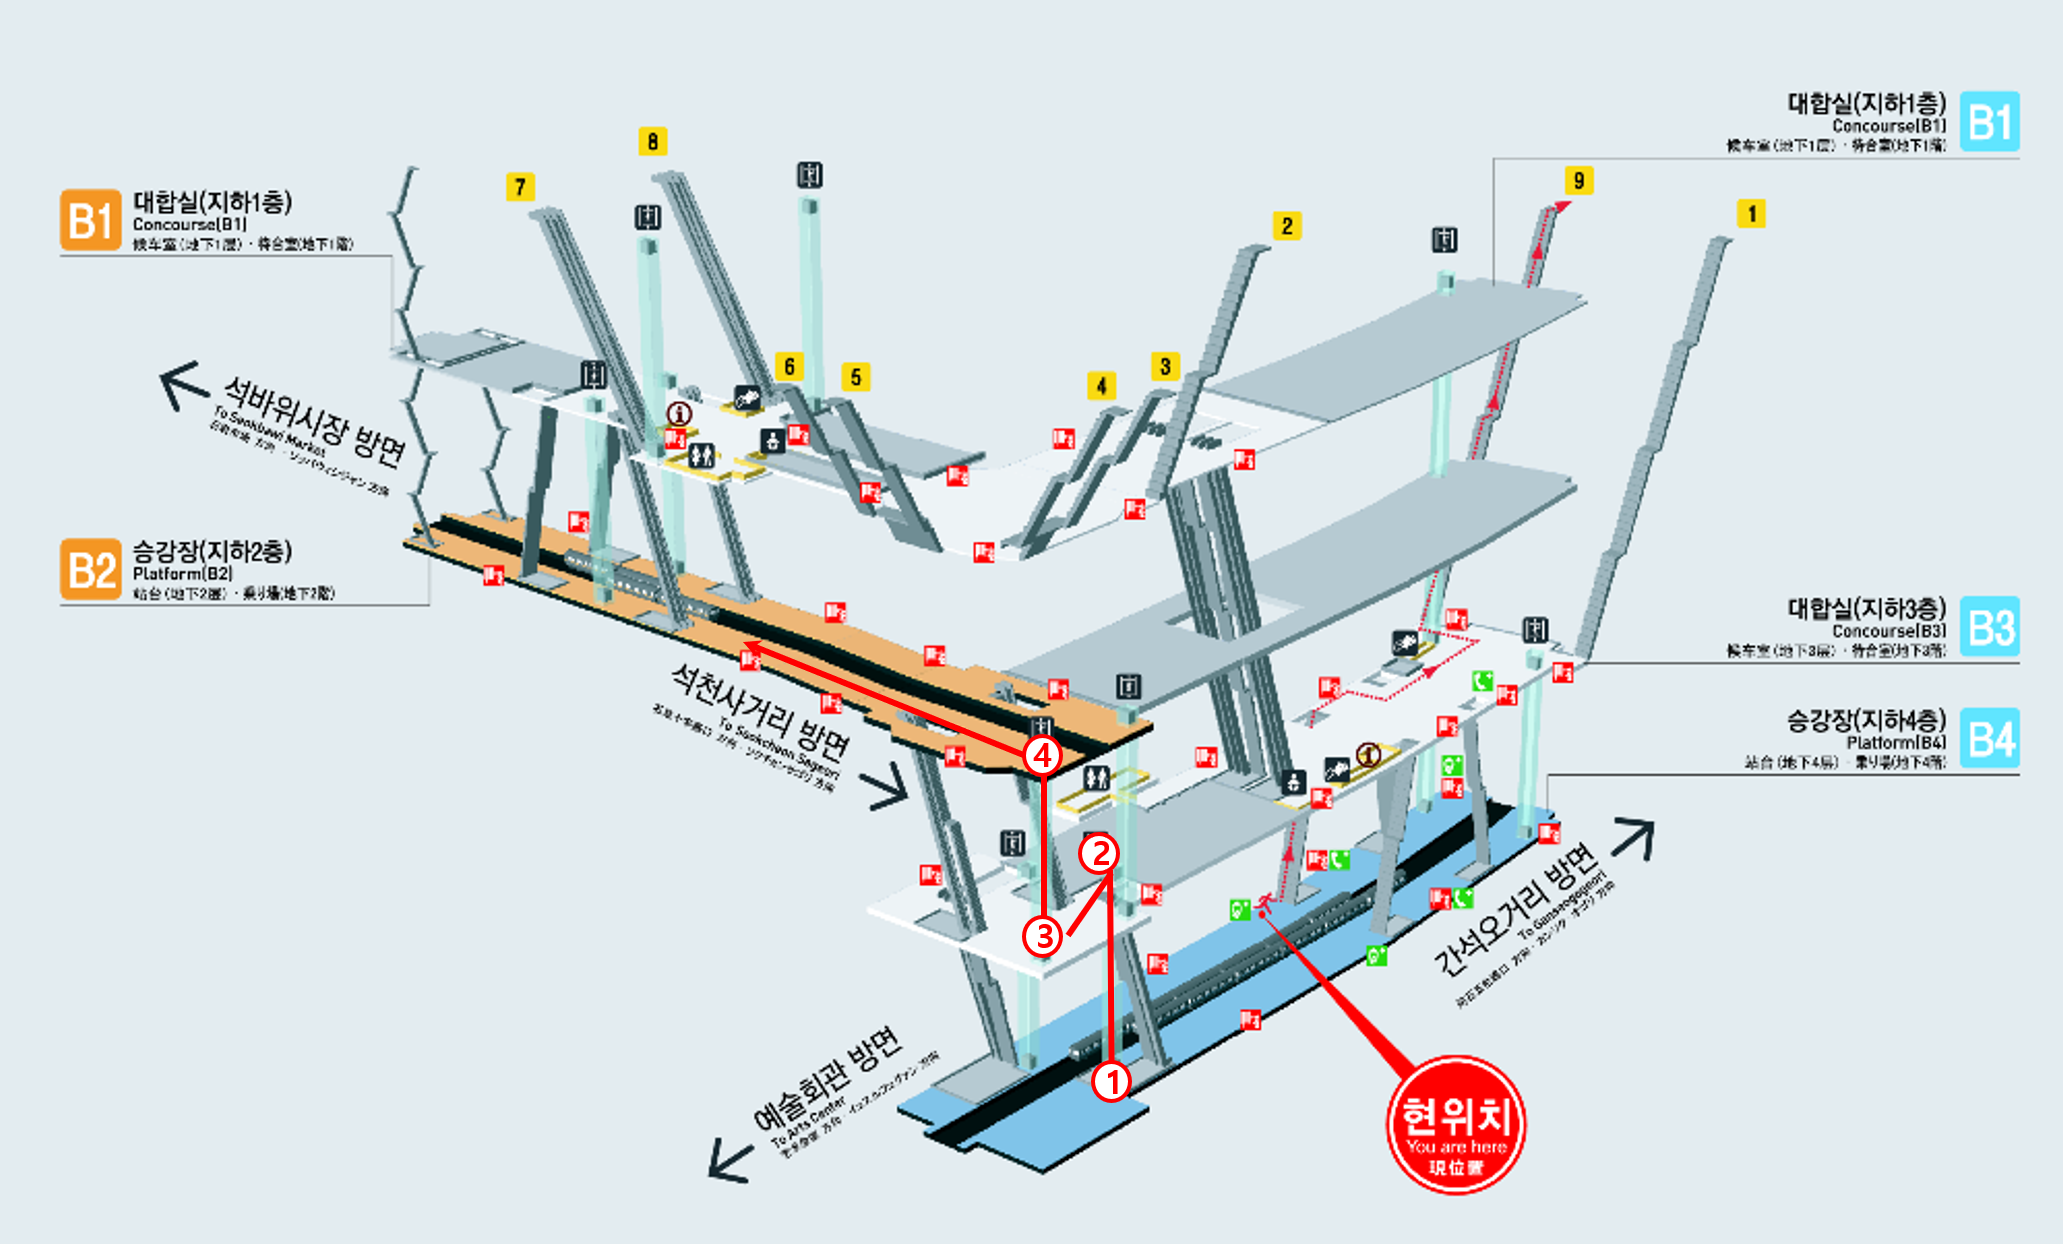 8
7
9
1
2
B1
대합실(지하1층)
Concourse(B1)
候车室(地下1层)·待合室(地下1階)
B1
대합실(지하1층)
Concourse(B1)
候车室(地下1层)·待合室(地下1階)
6
5
4
3
석바위시장 방면
To Seokbawi Market
B2
승강장(지하2층)
Platform(B2)
站台(地下2层)·乗り場(地下2階)
대합실(지하3층)
Concourse(B3)
候车室(地下3层)·待合室(地下3階)
B3
석천사거리 방면
To Seokcheon Sageori
승강장(지하4층)
Platform(B4)
站台(地下4层)·乗り場(地下4階)
B4
④
②
③
①
간석오거리 방면
To Ganseogogeori
예술회관 방면
To Arts Center
현위치
You are here
現位置